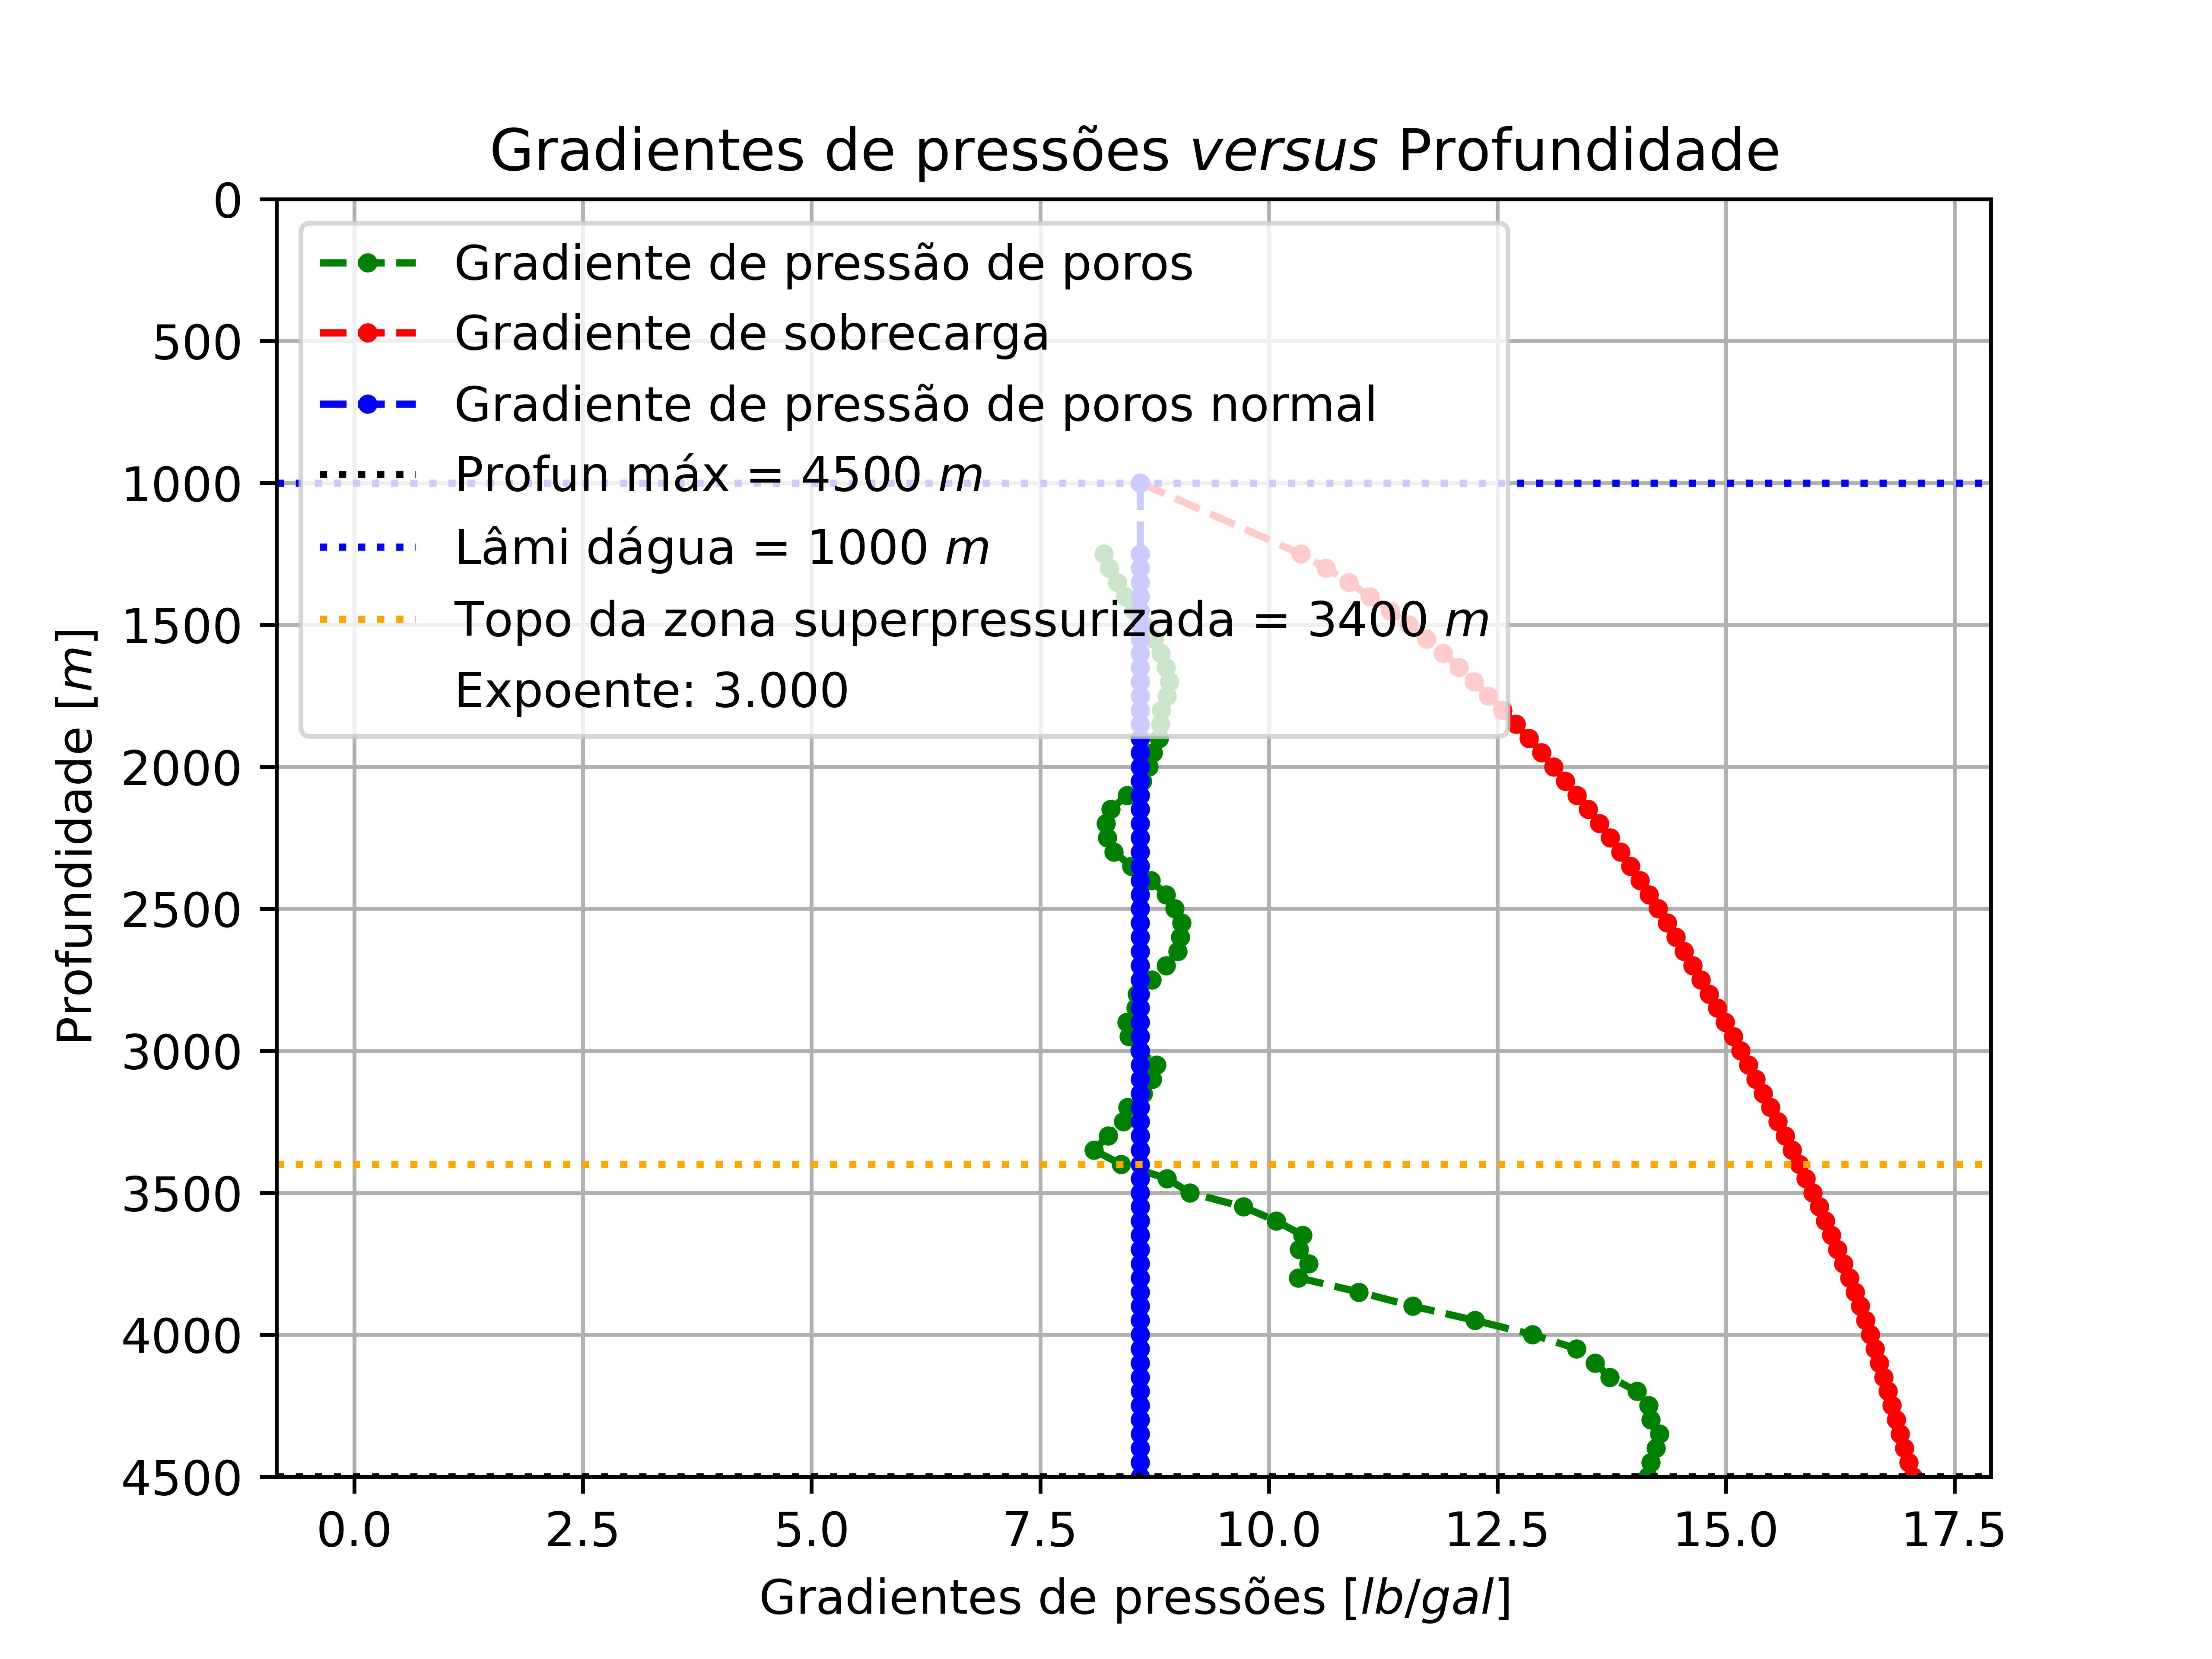 Gradientes de pressões versus Profundidade
0
500
1000
1500
2000
2500
3000
3500
4000
4500
Profundidade [m]
Gradiente de pressão de poros
Gradiente de sobrecarga
Gradiente de pressão de poros normal
Profun máx = 4500 m
Lâmi dágua = 1000 m
Topo da zona superpressurizada = 3400 m
Expoente: 3.000
0.0 2.5 5.0 7.5 10.0 12.5 15.0 17.5
Gradientes de pressões [lb/gal]